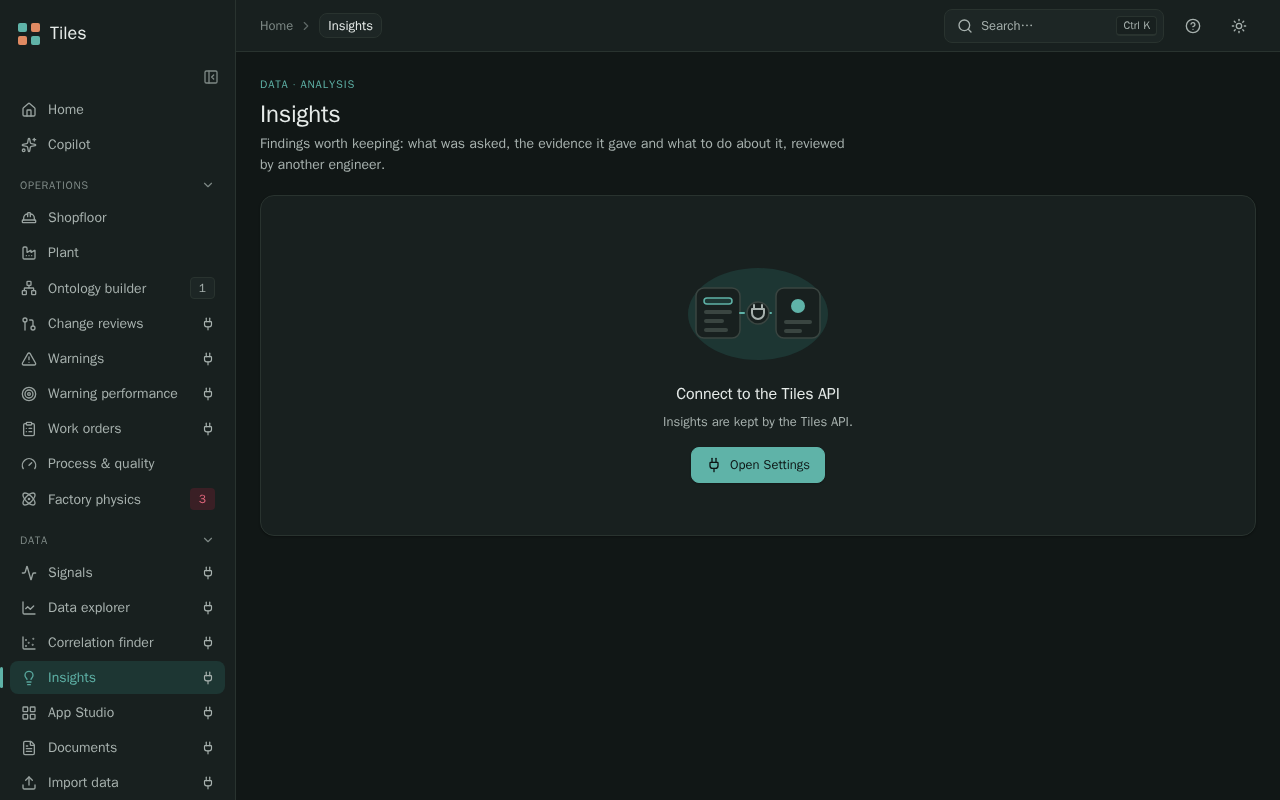 Tiles
Home
Copilot
OPERATIONS
Shopfloor
Plant
Ontology builder 1
Change reviews
Warnings
Warning performance
Work orders
Process & quality
Factory physics 3
DATA
Signals
Data explorer
Correlation finder
Insights
App Studio
Documents
Import data
Home Insights
Search··· Ctrl K
DATA · ANALYSIS
Insights
Findings worth keeping: what was asked, the evidence it gave and what to do about it, reviewed
by another engineer.
Connect to the Tiles API
Insights are kept by the Tiles API.
Open Settings